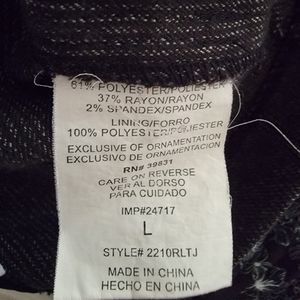 61% POLYESTER/POLIESTER
37% RAYON/RAYON
2% SPANDEX/SPANDEX
LINING/FORRO
100% POLYESTER/POLIESTER
EXCLUSIVE OF ORNAMENTATION
EXCLUSIVO DE ORNAMENTACION
RN# 39831
CARE ON REVERSE
VER AL DORSO
PARA CUIDADO
IMP#24717
L
STYLE# 2210RLTJ
MADE IN CHINA
HECHO EN CHINA